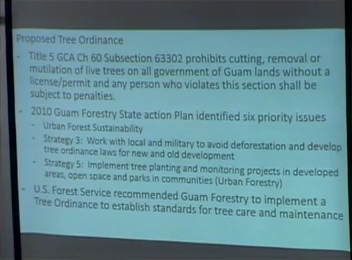 Proposed Tree Ordinance
- Title 5 GCA Ch 60 Subsection 63302 prohibits cutting, removal or
mutilation of live trees on all government of Guam lands without a
license/permit and any person who violates this section shall be
subject to penalties.
- 2010 Guam Forestry State action Plan identified six priority issues
- Urban Forestry Sustainability
- Strategy 3: Work with local and military to avoid deforestation and develop
tree ordinance laws for new and old development
- Strategy 5: Implement tree planting and monitoring projects in developed
areas, open space and parks in communities (Urban Forestry)
- U.S. Forest Service recommended Guam Forestry to implement a
Tree Ordinance to establish standards for tree care and maintenance